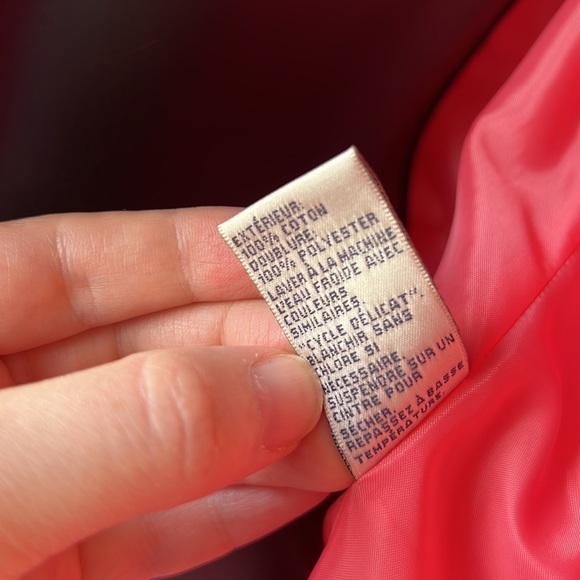 EXTÉRIEUR:
100% COTON
DOUBLURE:
100% POLYESTER
LAVER À LA MACHINE
L'EAU FROIDE AVEC
COULEURS
SIMILAIRES.
"CYCLE DÉLICAT".
BLANCHIR SANS
CHLORE SI
NÉCESSAIRE
SUSPENDRE SUR UN
CINTRE POUR
SÉCHER.
REPASSEZ À BASSE
TEMPÉRATURE.